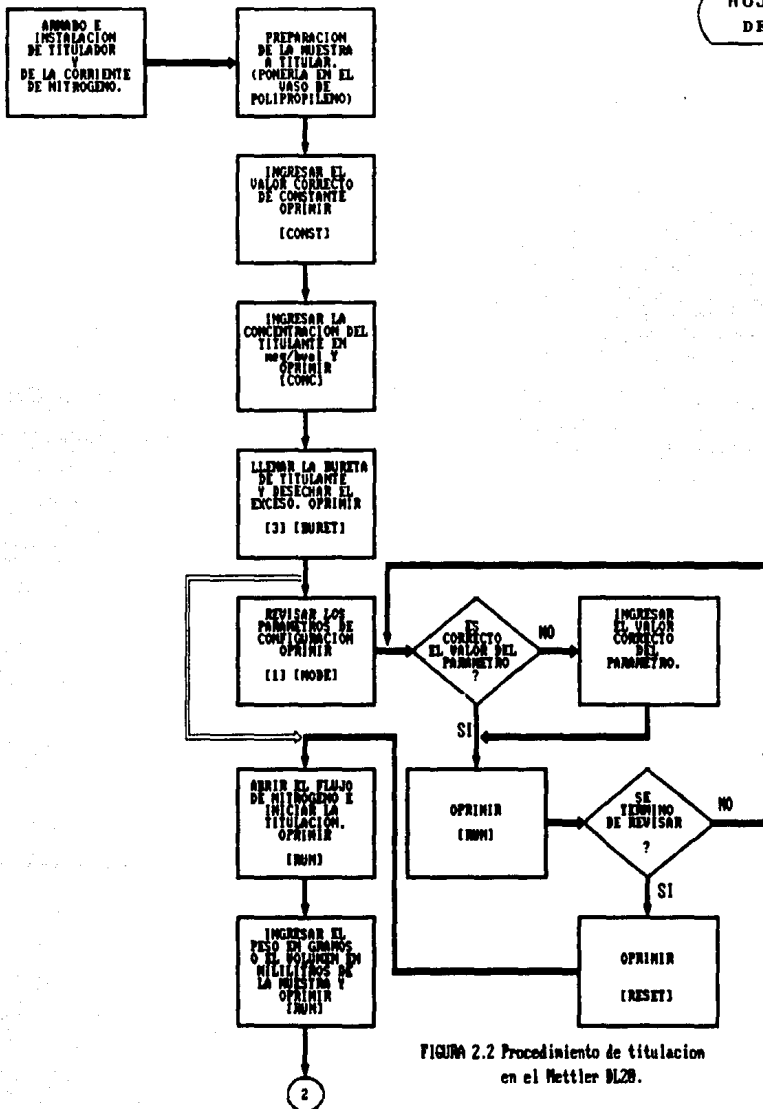 ARMADO E
INSTALACION
DE TITULADOR
Y
DE LA CORRIENTE
DE NITROGENO.
PREPARACION
DE LA MUESTRA
A TITULAR.
(PONERLA EN EL
VASO DE
POLIPROPILENO)
DE
INGRESAR EL
VALOR CORRECTO
DE CONSTANTE
OPRIMIR
[CONST]
INGRESAR LA
CONCENTRACION DEL
TITULANTE EN
meq/bvol Y
OPRIMIR
[CONC]
LLENAR LA BURETA
DE TITULANTE
Y DESECHAR EL
EXCESO. OPRIMIR
[3] [BURET]
REVISAR LOS
PARAMETROS DE
CONFIGURACION
OPRIMIR
[1] [MODE]
ES
CORRECTO
EL VALOR DEL
PARAMETRO
?
NO
INGRESAR
EL VALOR
CORRECTO
DEL
PARAMETRO.
SI
ABRIR EL FLUJO
DE NITROGENO E
INICIAR LA
TITULACION.
OPRIMIR
[RUN]
OPRIMIR
[RUN]
SE
TERMINO
DE REVISAR
?
NO
SI
INGRESAR EL
PESO EN GRAMOS
O EL VOLUMEN EN
MILILITROS DE
LA MUESTRA Y
OPRIMIR
[RUN]
OPRIMIR
[RESET]
FIGURA 2.2 Procedimiento de titulacion
en el Mettler DL20.
2